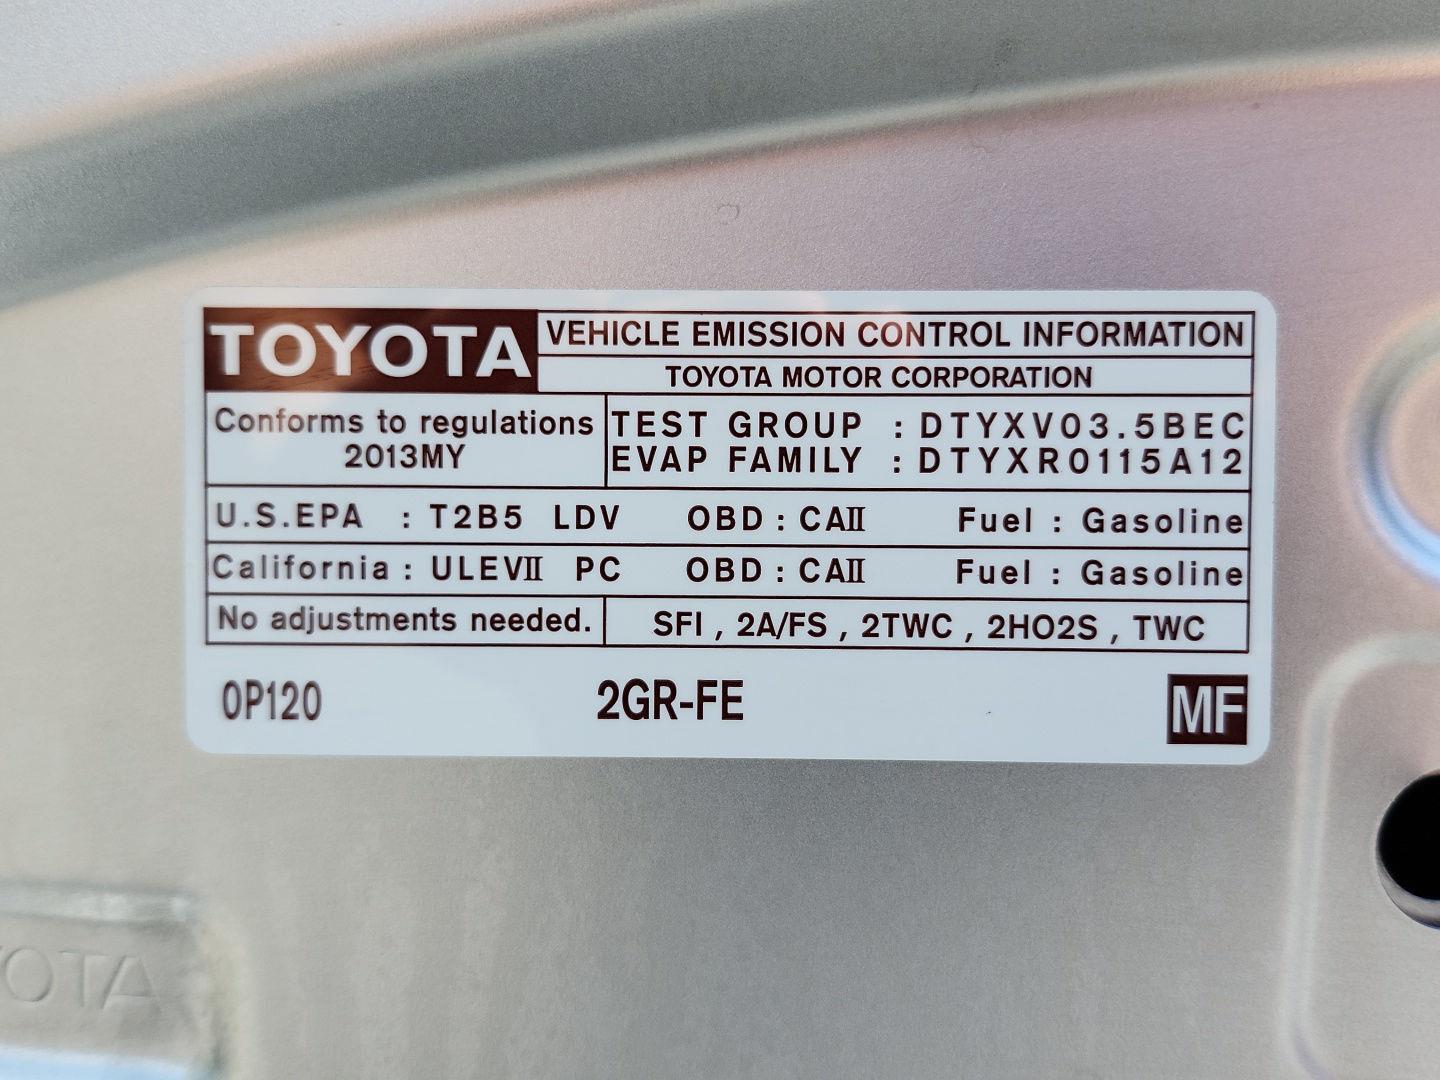 TOYOTA
VEHICLE EMISSION CONTROL INFORMATION
TOYOTA MOTOR CORPORATION
Conforms to regulations
2013MY
TEST GROUP : DTYXV03.5BEC
EVAP FAMILY : DTYXR0115A12
U.S.EPA : T2B5 LDV OBD : CAII Fuel : Gasoline
California : ULEVII PC OBD : CAII Fuel : Gasoline
No adjustments needed.
SFI , 2A/FS , 2TWC , 2HO2S , TWC
0P120
2GR-FE
MF
TOYOTA